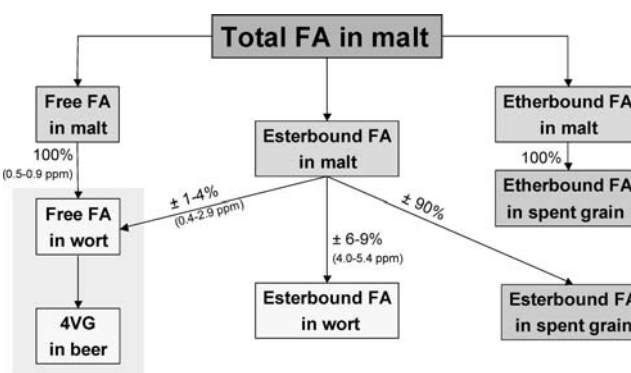 Total FA in malt
Free FA
in malt
Esterbound FA
in malt
Etherbound FA
in malt
100%
(0.5-0.9 ppm)
100%
± 1-4%
(0.4-2.9 ppm)
± 90%
Etherbound FA
in spent grain
Free FA
in wort
± 6-9%
(4.0-5.4 ppm)
4VG
in beer
Esterbound FA
in wort
Esterbound FA
in spent grain